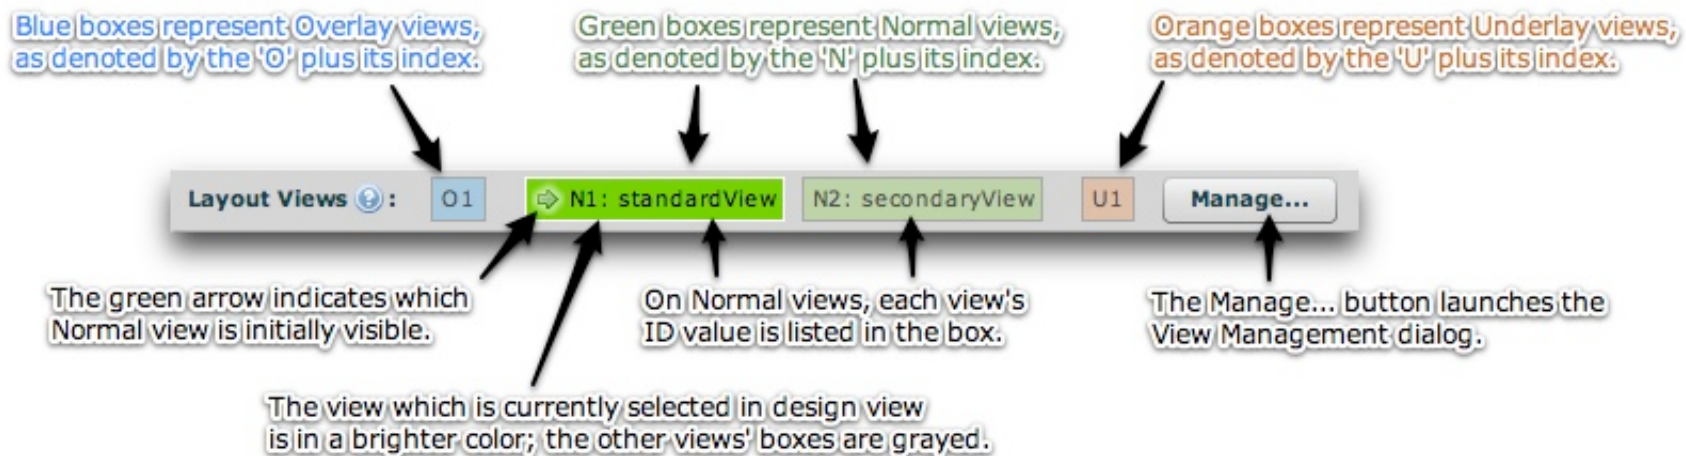 Blue boxes represent Overlay views,
as denoted by the 'O' plus its index.
Green boxes represent Normal views,
as denoted by the 'N' plus its index.
Orange boxes represent Underlay views,
as denoted by the 'U' plus its index.
Layout Views ? : O1 N1: standardView N2: secondaryView U1 Manage...
The green arrow indicates which
Normal view is initially visible.
On Normal views, each view's
ID value is listed in the box.
The Manage... button launches the
View Management dialog.
The view which is currently selected in design view
is in a brighter color; the other views' boxes are grayed.